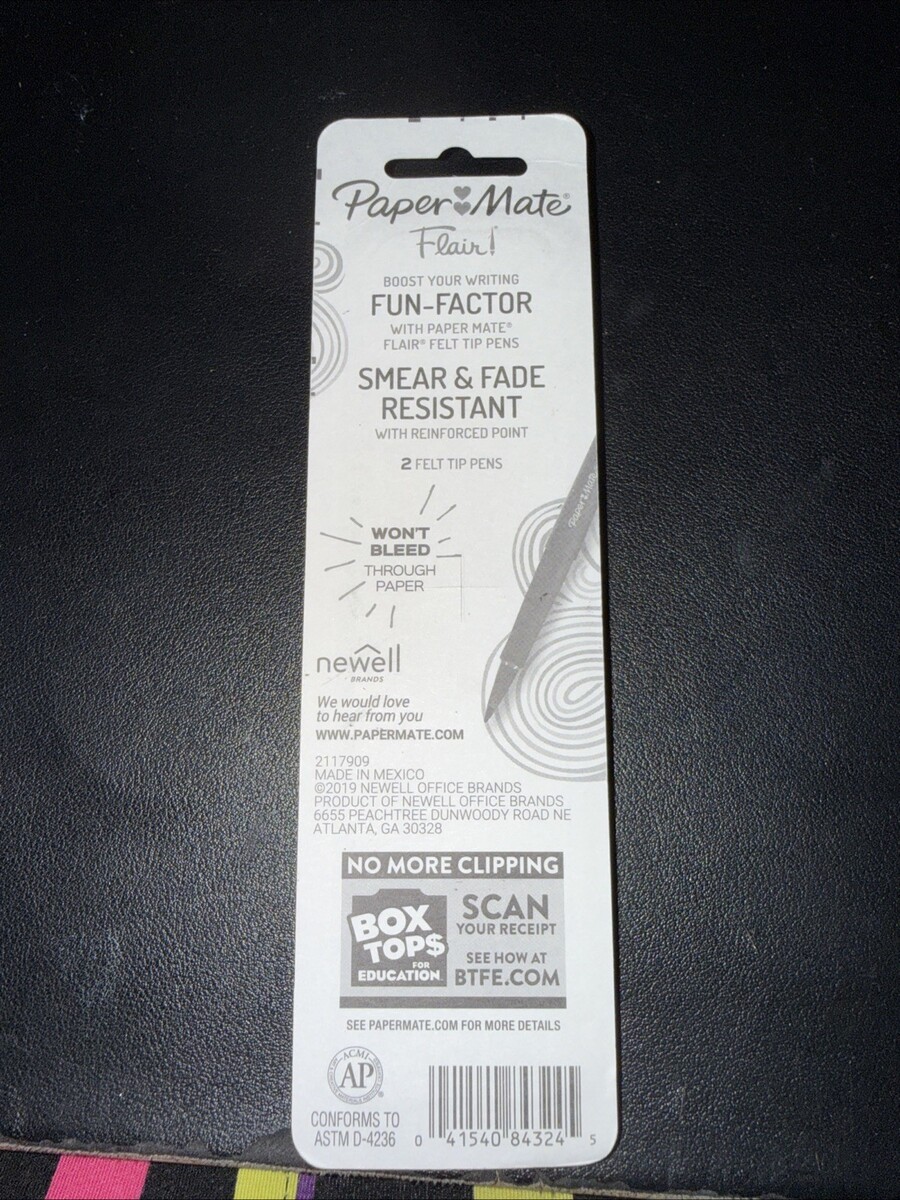 Paper Mate®
Flair!
BOOST YOUR WRITING
FUN-FACTOR
WITH PAPER MATE®
FLAIR® FELT TIP PENS
SMEAR & FADE
RESISTANT
WITH REINFORCED POINT
2 FELT TIP PENS
Paper Mate
WON'T
BLEED
THROUGH
PAPER
newell
BRANDS
We would love
to hear from you
WWW.PAPERMATE.COM
2117909
MADE IN MEXICO
©2019 NEWELL OFFICE BRANDS
PRODUCT OF NEWELL OFFICE BRANDS
6655 PEACHTREE DUNWOODY ROAD NE
ATLANTA, GA 30328
NO MORE CLIPPING
BOX
TOP$
FOR
EDUCATION
SCAN
YOUR RECEIPT
SEE HOW AT
BTFE.COM
SEE PAPERMATE.COM FOR MORE DETAILS
ACMI
AP
CONFORMS TO
ASTM D-4236
0 41540 84324 5